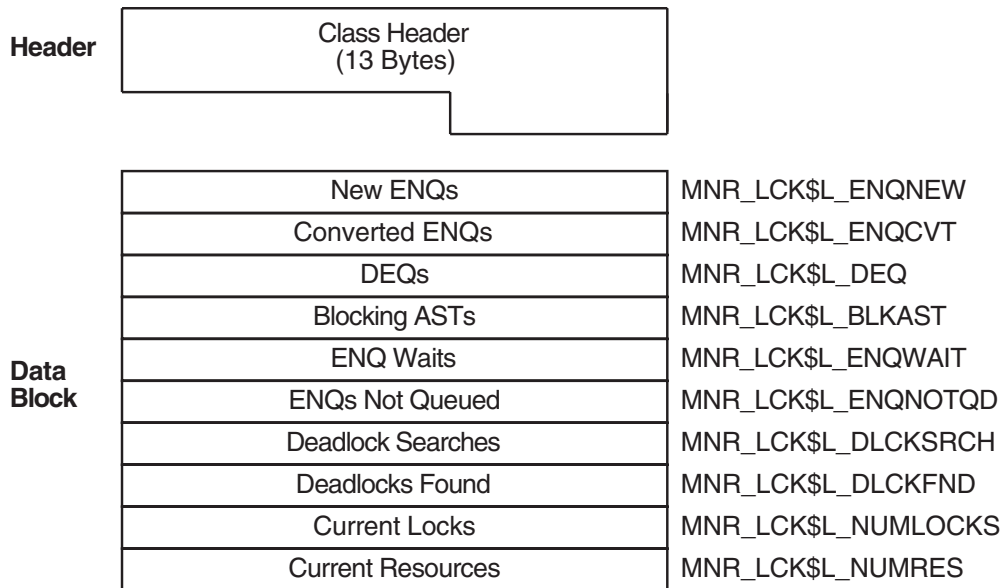 Header
Class Header
(13 Bytes)
New ENQs MNR_LCK$L_ENQNEW
Converted ENQs MNR_LCK$L_ENQCVT
DEQs MNR_LCK$L_DEQ
Blocking ASTs MNR_LCK$L_BLKAST
ENQ Waits MNR_LCK$L_ENQWAIT
Data
Block
ENQs Not Queued MNR_LCK$L_ENQNOTQD
Deadlock Searches MNR_LCK$L_DLCKSRCH
Deadlocks Found MNR_LCK$L_DLCKFND
Current Locks MNR_LCK$L_NUMLOCKS
Current Resources MNR_LCK$L_NUMRES